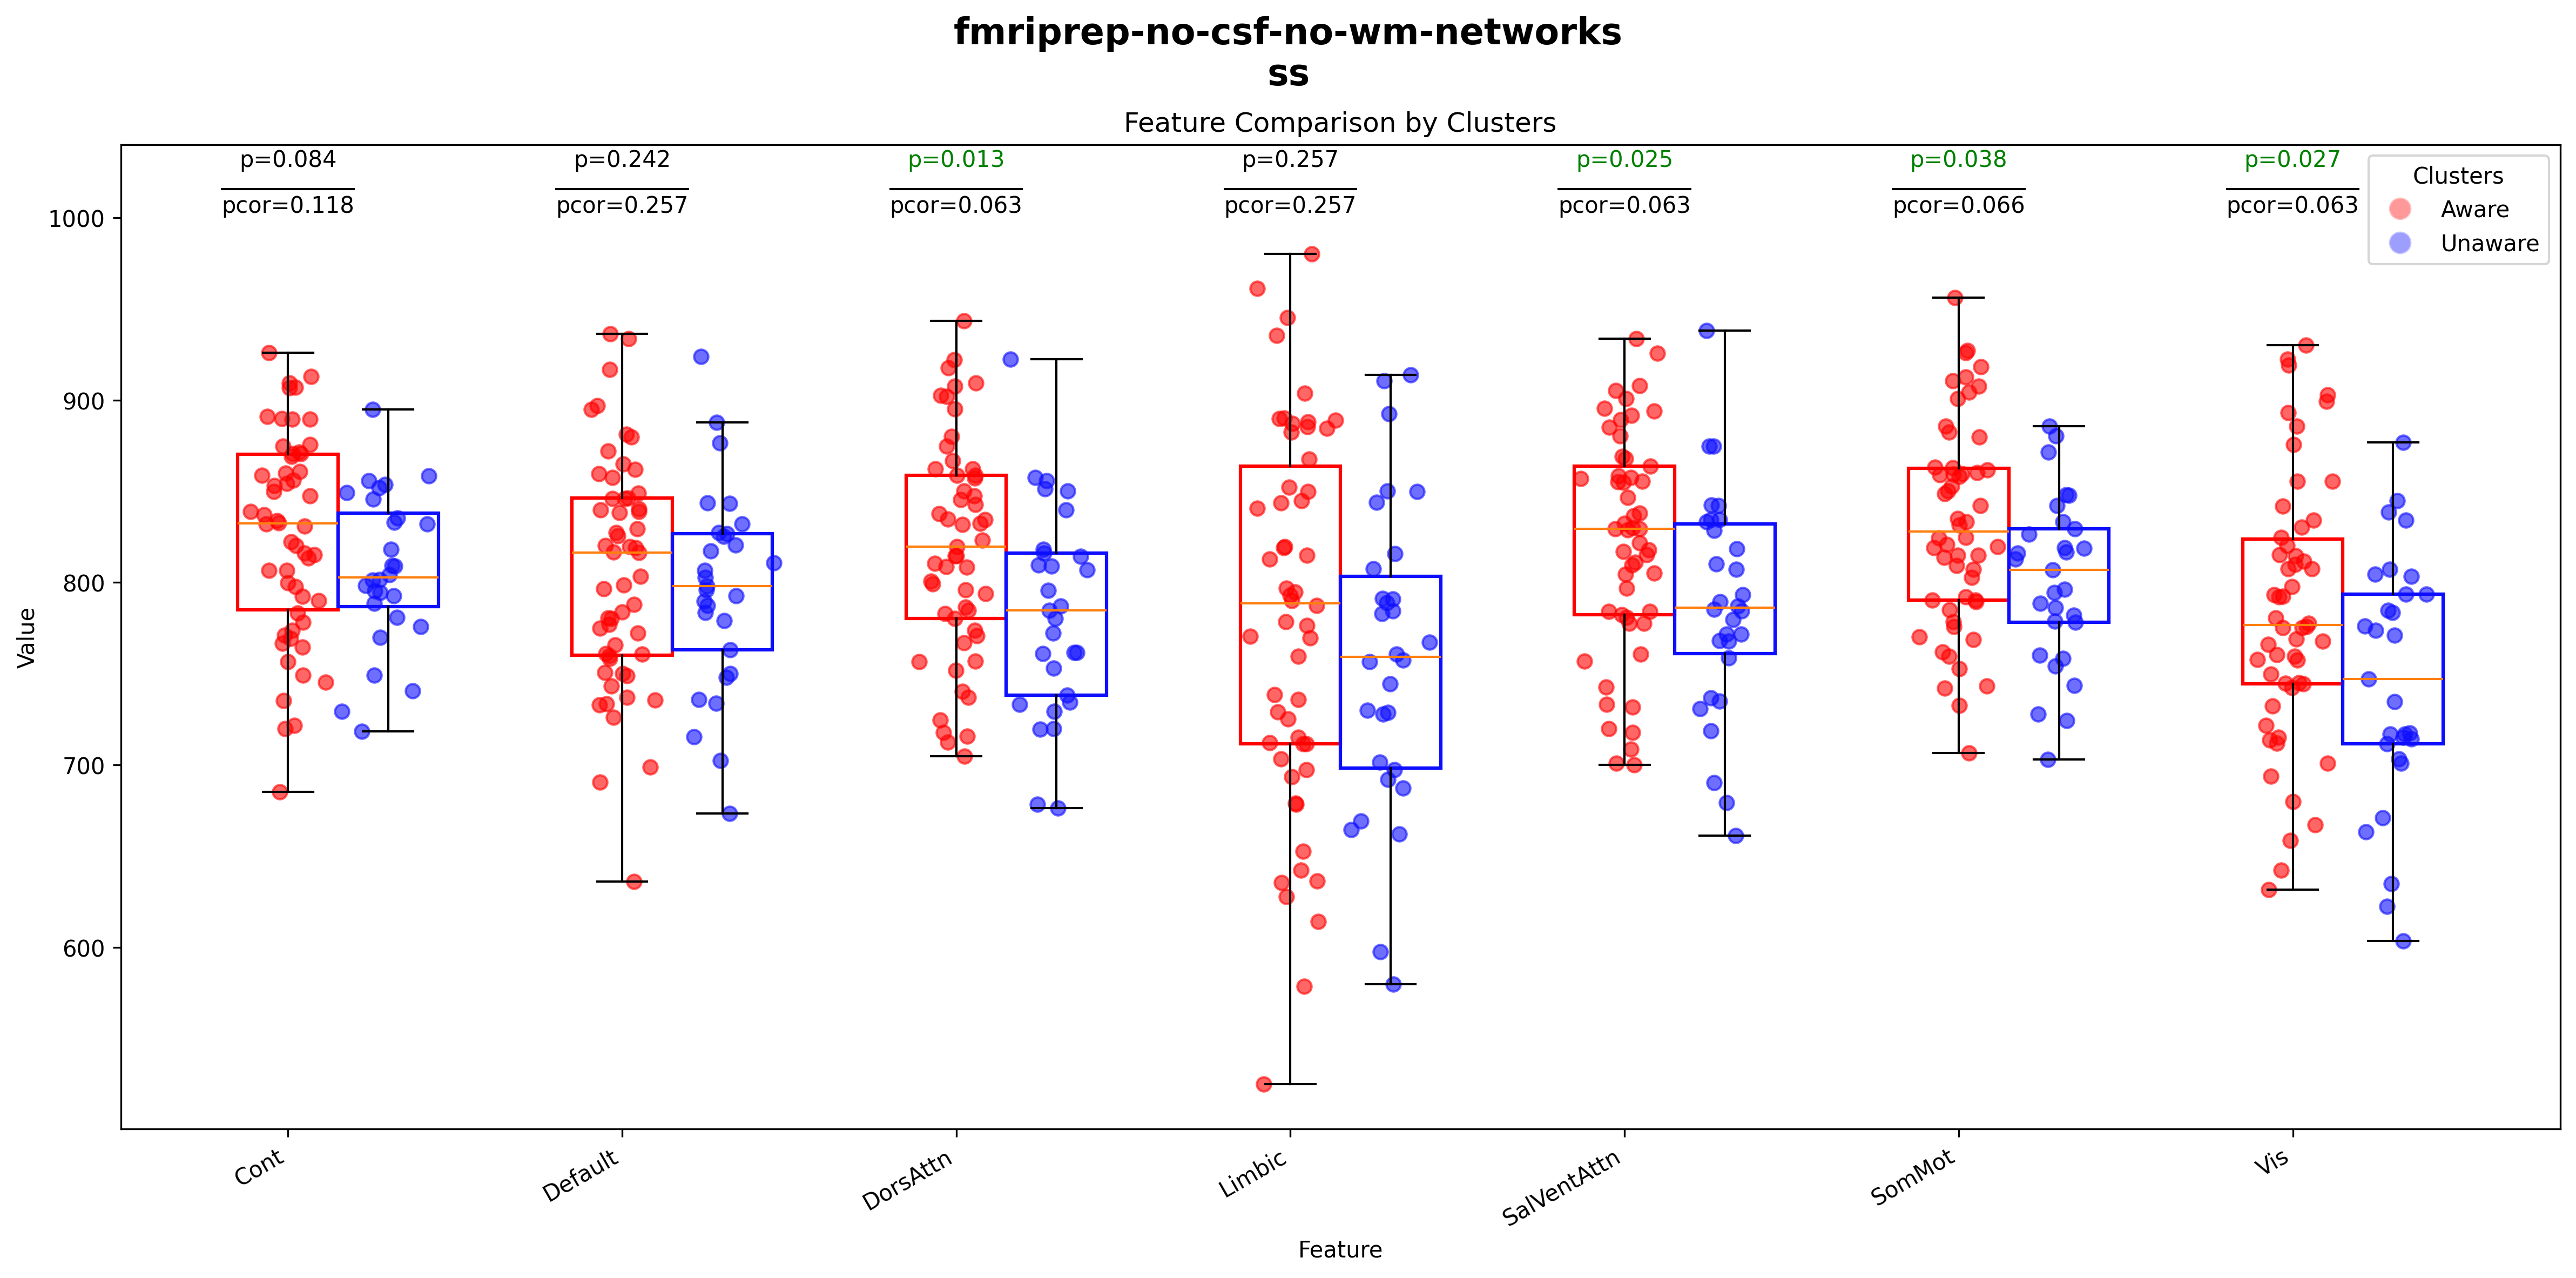 fmriprep-no-csf-no-wm-networks
ss
Feature Comparison by Clusters
p=0.084
pcor=0.118
p=0.242
pcor=0.257
p=0.013
pcor=0.063
p=0.257
pcor=0.257
p=0.025
pcor=0.063
p=0.038
pcor=0.066
p=0.027
pcor=0.063
Clusters
Aware
Unaware
Value
1000
900
800
700
600
Cont
Default
DorsAttn
Limbic
SalVentAttn
SomMot
Vis
Feature